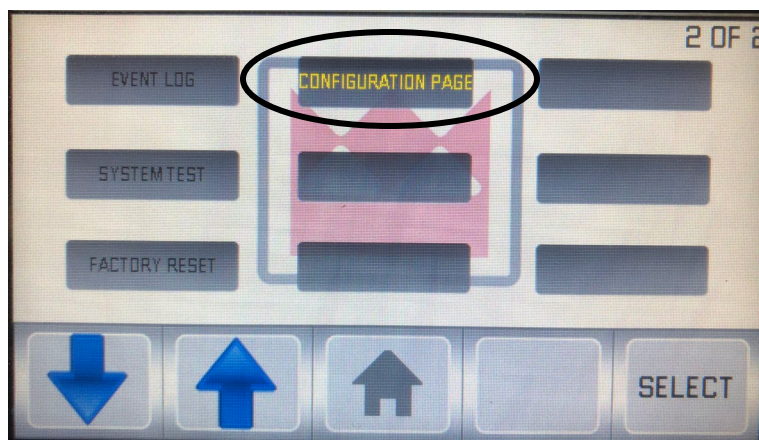 2 OF 2
EVENT LOG
CONFIGURATION PAGE
SYSTEM TEST
FACTORY RESET
SELECT